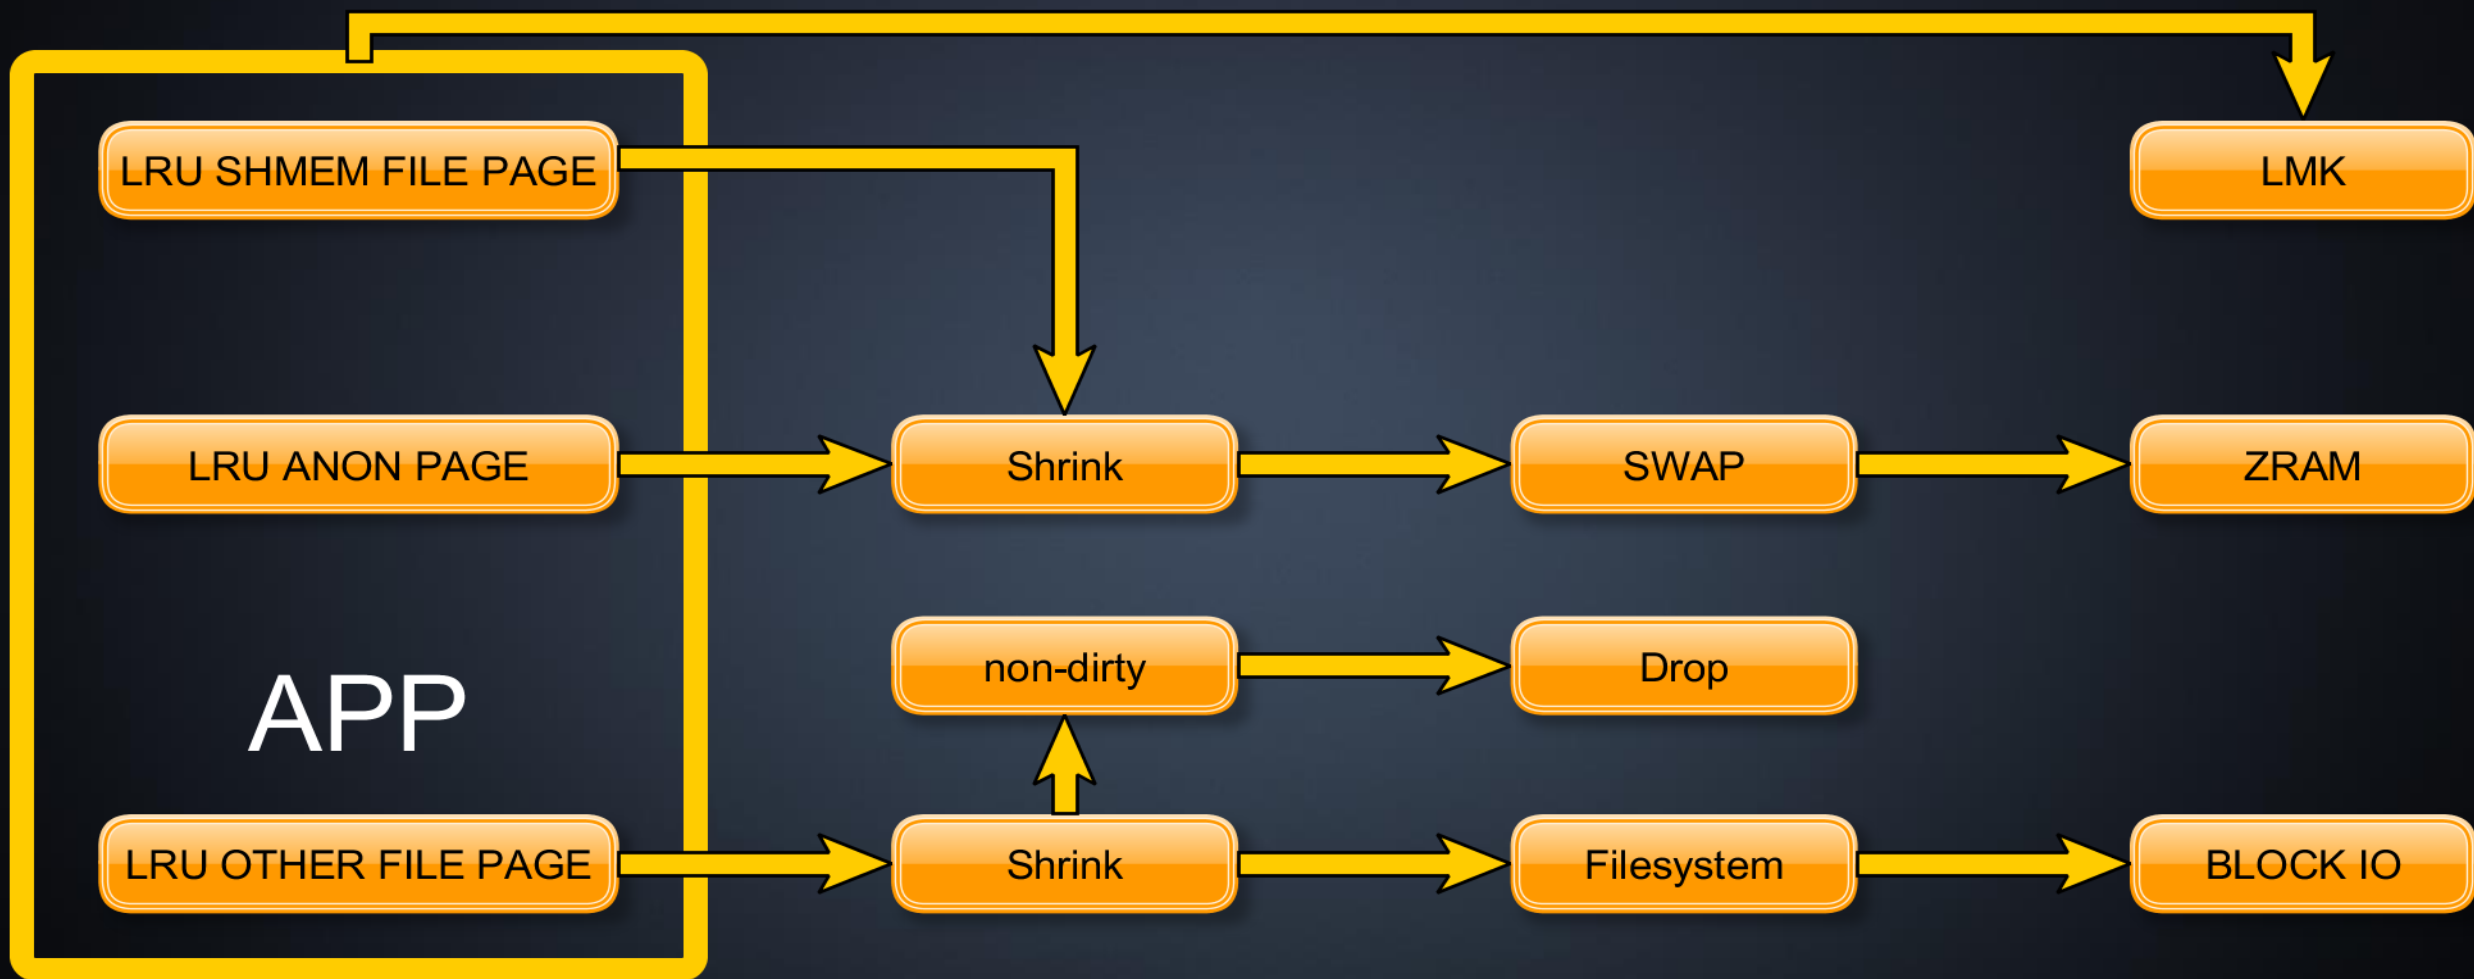 LRU SHMEM FILE PAGE
LMK
LRU ANON PAGE
Shrink
SWAP
ZRAM
non-dirty
Drop
APP
LRU OTHER FILE PAGE
Shrink
Filesystem
BLOCK IO